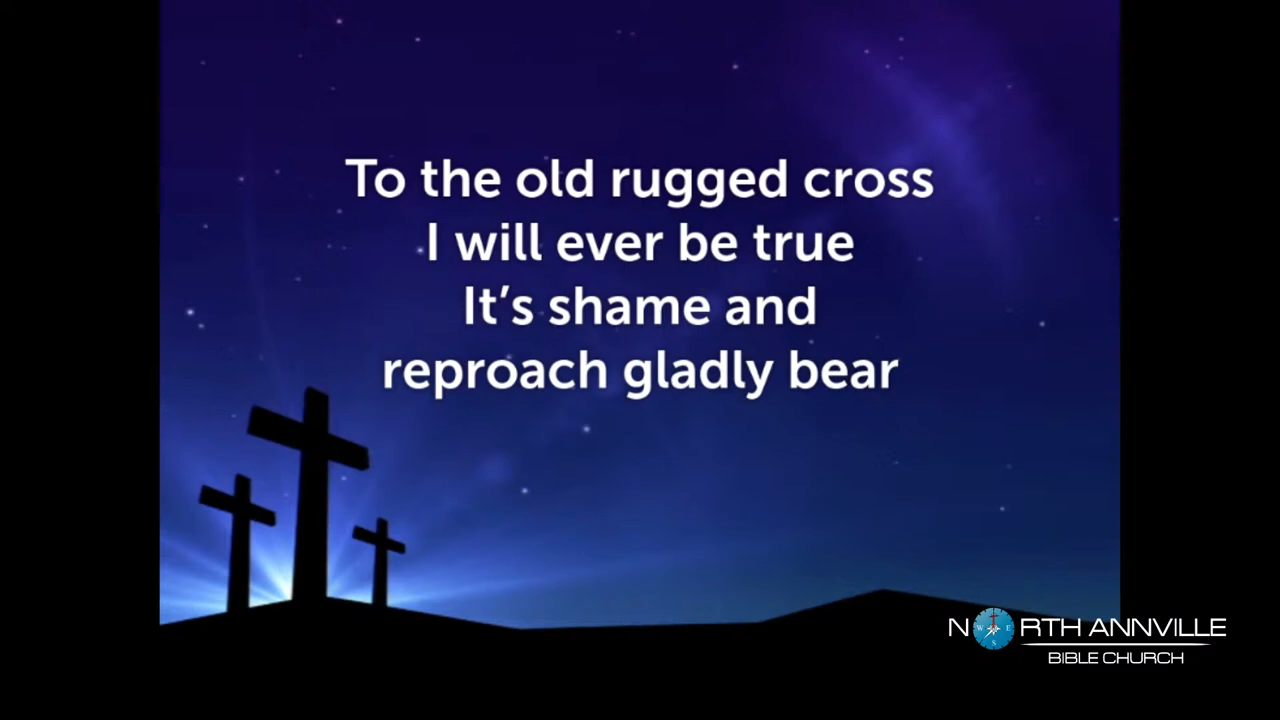 To the old rugged cross
I will ever be true
It’s shame and
reproach gladly bear
NORTH ANNVILLE
W E
S
BIBLE CHURCH